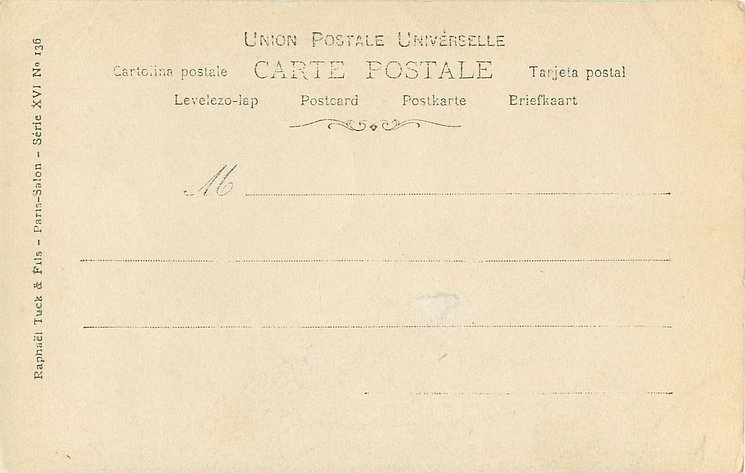 UNION POSTALE UNIVERSELLE
Cartolina postale CARTE POSTALE Tarjeta postal
Levelezo-lap Postcard Postkarte Briefkaart
M
Raphaël Tuck & Fils - Paris-Salon - Série XVI Nº 136